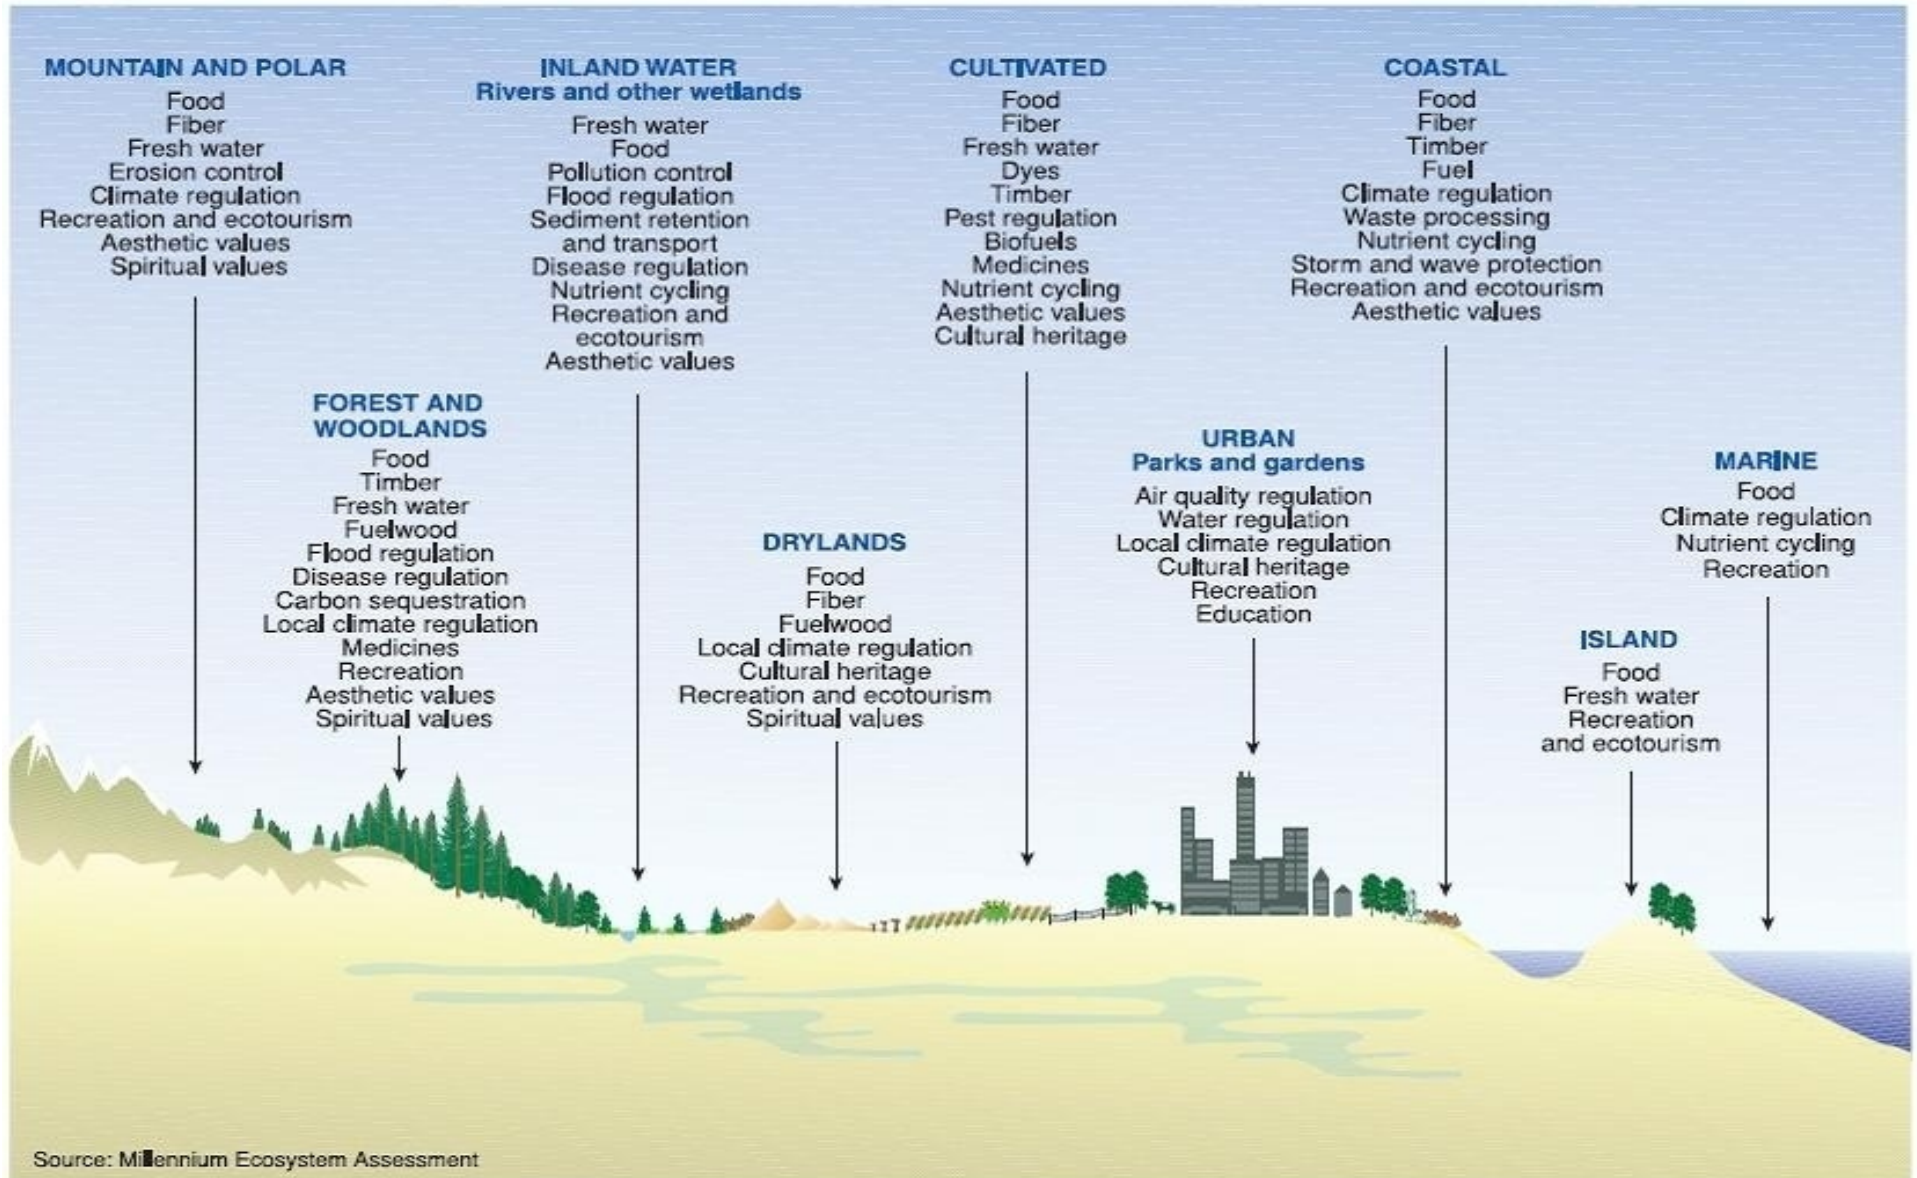 MOUNTAIN AND POLAR
Food
Fiber
Fresh water
Erosion control
Climate regulation
Recreation and ecotourism
Aesthetic values
Spiritual values
FOREST AND
WOODLANDS
Food
Timber
Fresh water
Fuelwood
Flood regulation
Disease regulation
Carbon sequestration
Local climate regulation
Medicines
Recreation
Aesthetic values
Spiritual values
INLAND WATER
Rivers and other wetlands
Fresh water
Food
Pollution control
Flood regulation
Sediment retention
and transport
Disease regulation
Nutrient cycling
Recreation and
ecotourism
Aesthetic values
DRYLANDS
Food
Fiber
Fuelwood
Local climate regulation
Cultural heritage
Recreation and ecotourism
Spiritual values
CULTIVATED
Food
Fiber
Fresh water
Dyes
Timber
Pest regulation
Biofuels
Medicines
Nutrient cycling
Aesthetic values
Cultural heritage
URBAN
Parks and gardens
Air quality regulation
Water regulation
Local climate regulation
Cultural heritage
Recreation
Education
COASTAL
Food
Fiber
Timber
Fuel
Climate regulation
Waste processing
Nutrient cycling
Storm and wave protection
Recreation and ecotourism
Aesthetic values
ISLAND
Food
Fresh water
Recreation
and ecotourism
MARINE
Food
Climate regulation
Nutrient cycling
Recreation
Source: Millennium Ecosystem Assessment